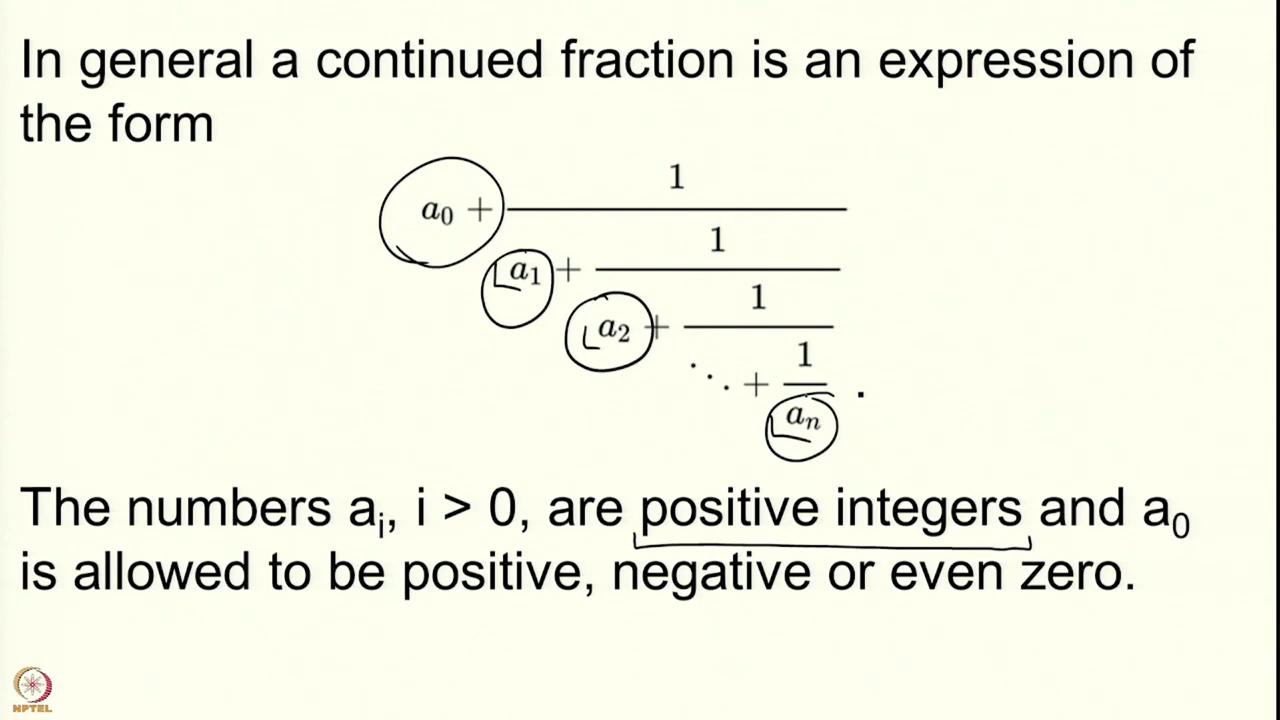 In general a continued fraction is an expression of
the form
1
a₀ +
1
a₁ +
1
a₂ +
1
⋱ +
aₙ .
The numbers aᵢ, i > 0, are positive integers and a₀
is allowed to be positive, negative or even zero.
NPTEL